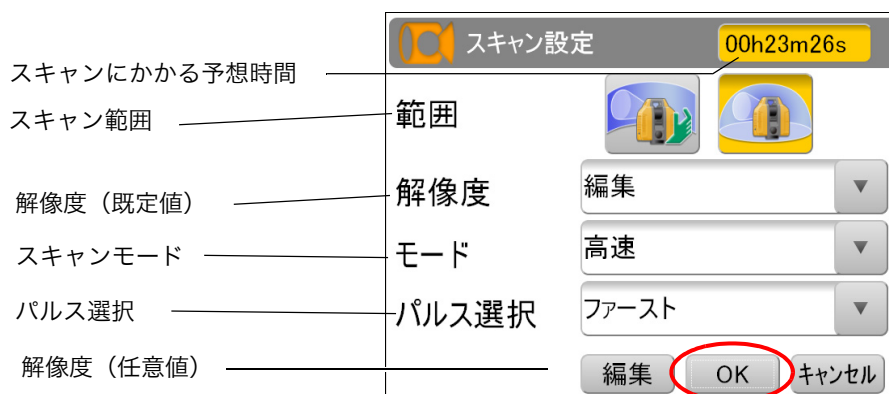 スキャン設定 00h23m26s
スキャンにかかる予想時間
スキャン範囲 範囲
解像度（既定値） 解像度 編集
スキャンモード モード 高速
パルス選択 パルス選択 ファースト
解像度（任意値） 編集 OK キャンセル